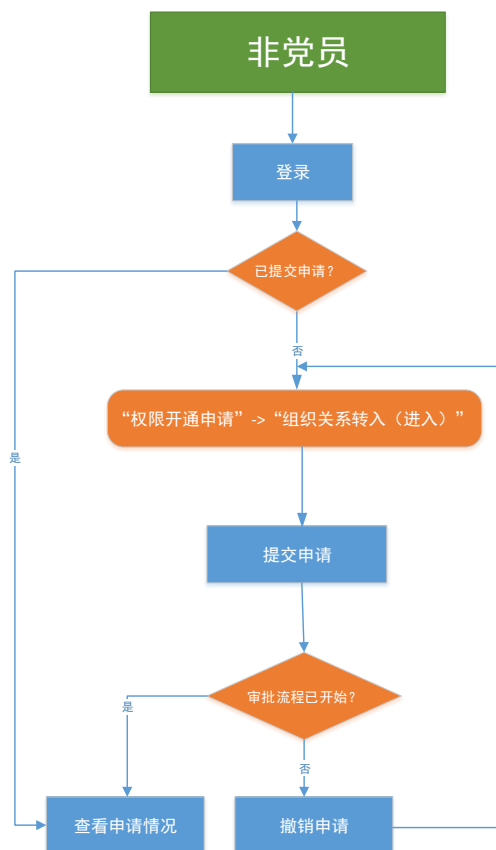 非党员
登录
已提交申请？
否
“权限开通申请”->“组织关系转入（进入）”
是
提交申请
审批流程已开始？
是
否
查看申请情况
撤销申请